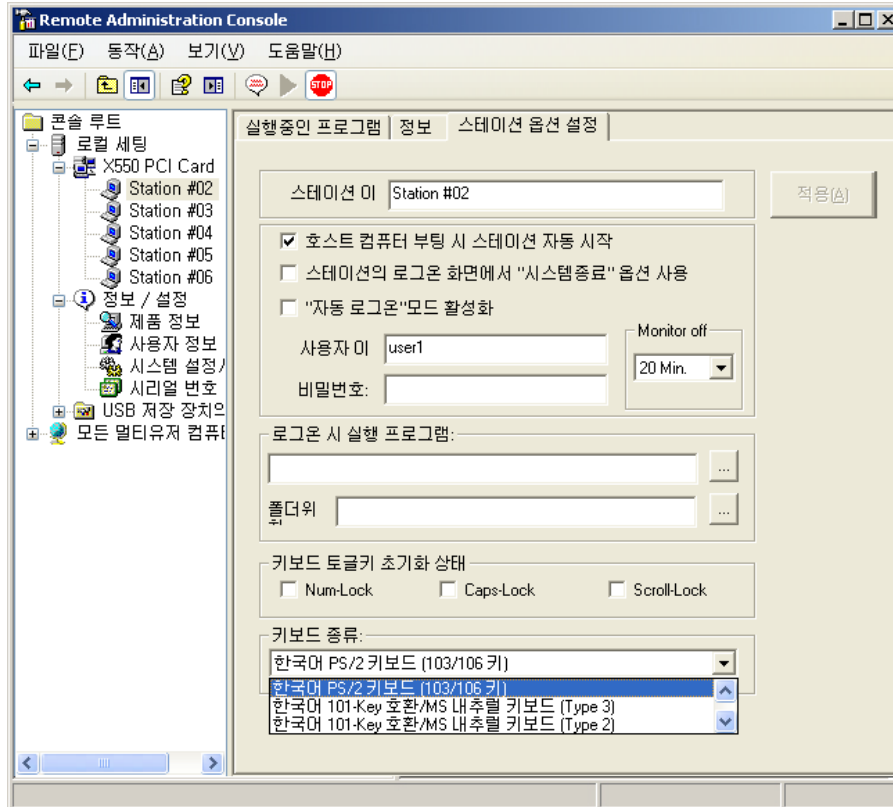 Remote Administration Console
파일(F) 동작(A) 보기(V) 도움말(H)
STOP
콘솔 루트
로컬 세팅
X550 PCI Card
Station #02
Station #03
Station #04
Station #05
Station #06
정보 / 설정
제품 정보
사용자 정보
시스템 설정/
시리얼 번호
USB 저장 장치의
모든 멀티유저 컴퓨터
실행중인 프로그램 정보 스테이션 옵션 설정
스테이션 이 Station #02
적용(A)
호스트 컴퓨터 부팅 시 스테이션 자동 시작
스테이션의 로그온 화면에서 "시스템종료" 옵션 사용
"자동 로그온"모드 활성화
사용자 이 user1
비밀번호:
Monitor off
20 Min.
로그온 시 실행 프로그램:
...
폴더위
...
키보드 토글키 초기화 상태
Num-Lock Caps-Lock Scroll-Lock
키보드 종류:
한국어 PS/2 키보드 (103/106 키)
한국어 PS/2 키보드 (103/106 키)
한국어 101-Key 호환/MS 내추럴 키보드 (Type 3)
한국어 101-Key 호환/MS 내추럴 키보드 (Type 2)